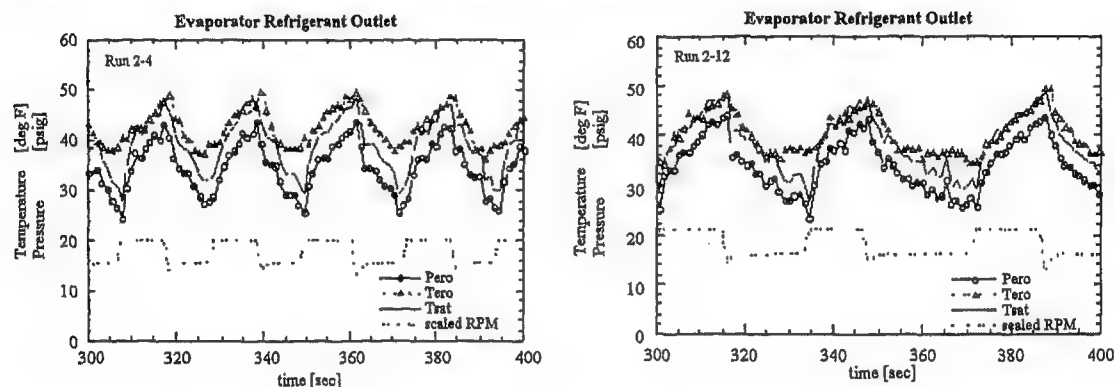 Evaporator Refrigerant Outlet
60
50
40
30
20
10
0
Run 2-4
Temperature [deg F]
Pressure [psig]
Pero
Tero
Tsat
scaled RPM
300 320 340 360 380 400
time [sec]
Evaporator Refrigerant Outlet
60
50
40
30
20
10
0
Run 2-12
Temperature [deg F]
Pressure [psig]
Pero
Tero
Tsat
scaled RPM
300 320 340 360 380 400
time [sec]